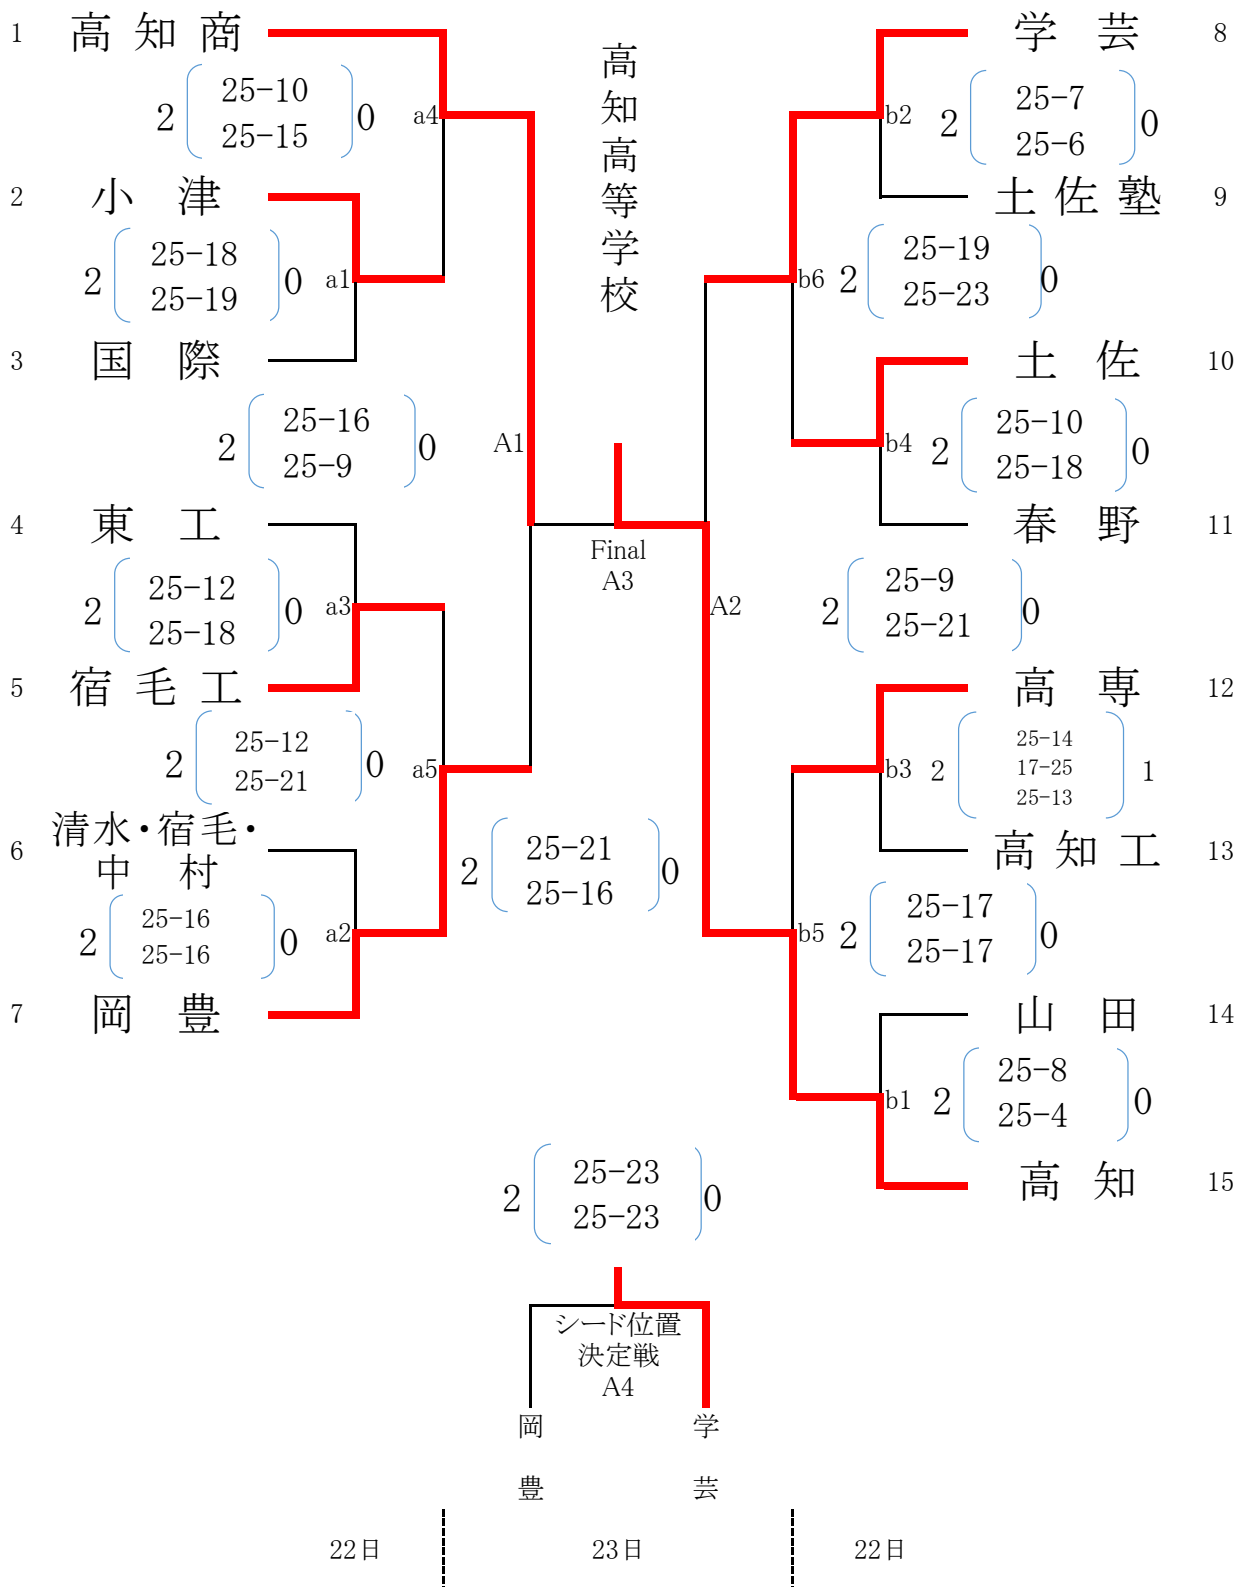 1 高知商
2 25-10 0
25-15
a4
2 小津
2 25-18 0
25-19
a1
3 国際
2 25-16 0
25-9
A1
4 東工
2 25-12 0
25-18
a3
5 宿毛工
2 25-12 0
25-21
a5
6 清水・宿毛・
中村
2 25-16 0
25-16
a2
7 岡豊
高知高等学校
Final
A3
2 25-21 0
25-16
学芸 8
b2 2 25-7 0
25-6
土佐塾 9
b6 2 25-19 0
25-23
土佐 10
b4 2 25-10 0
25-18
春野 11
A2 2 25-9 0
25-21
高専 12
b3 2 25-14 1
17-25
25-13
高知工 13
b5 2 25-17 0
25-17
山田 14
b1 2 25-8 0
25-4
高知 15
2 25-23 0
25-23
シード位置
決定戦
A4
岡豊
学芸
22日 23日 22日